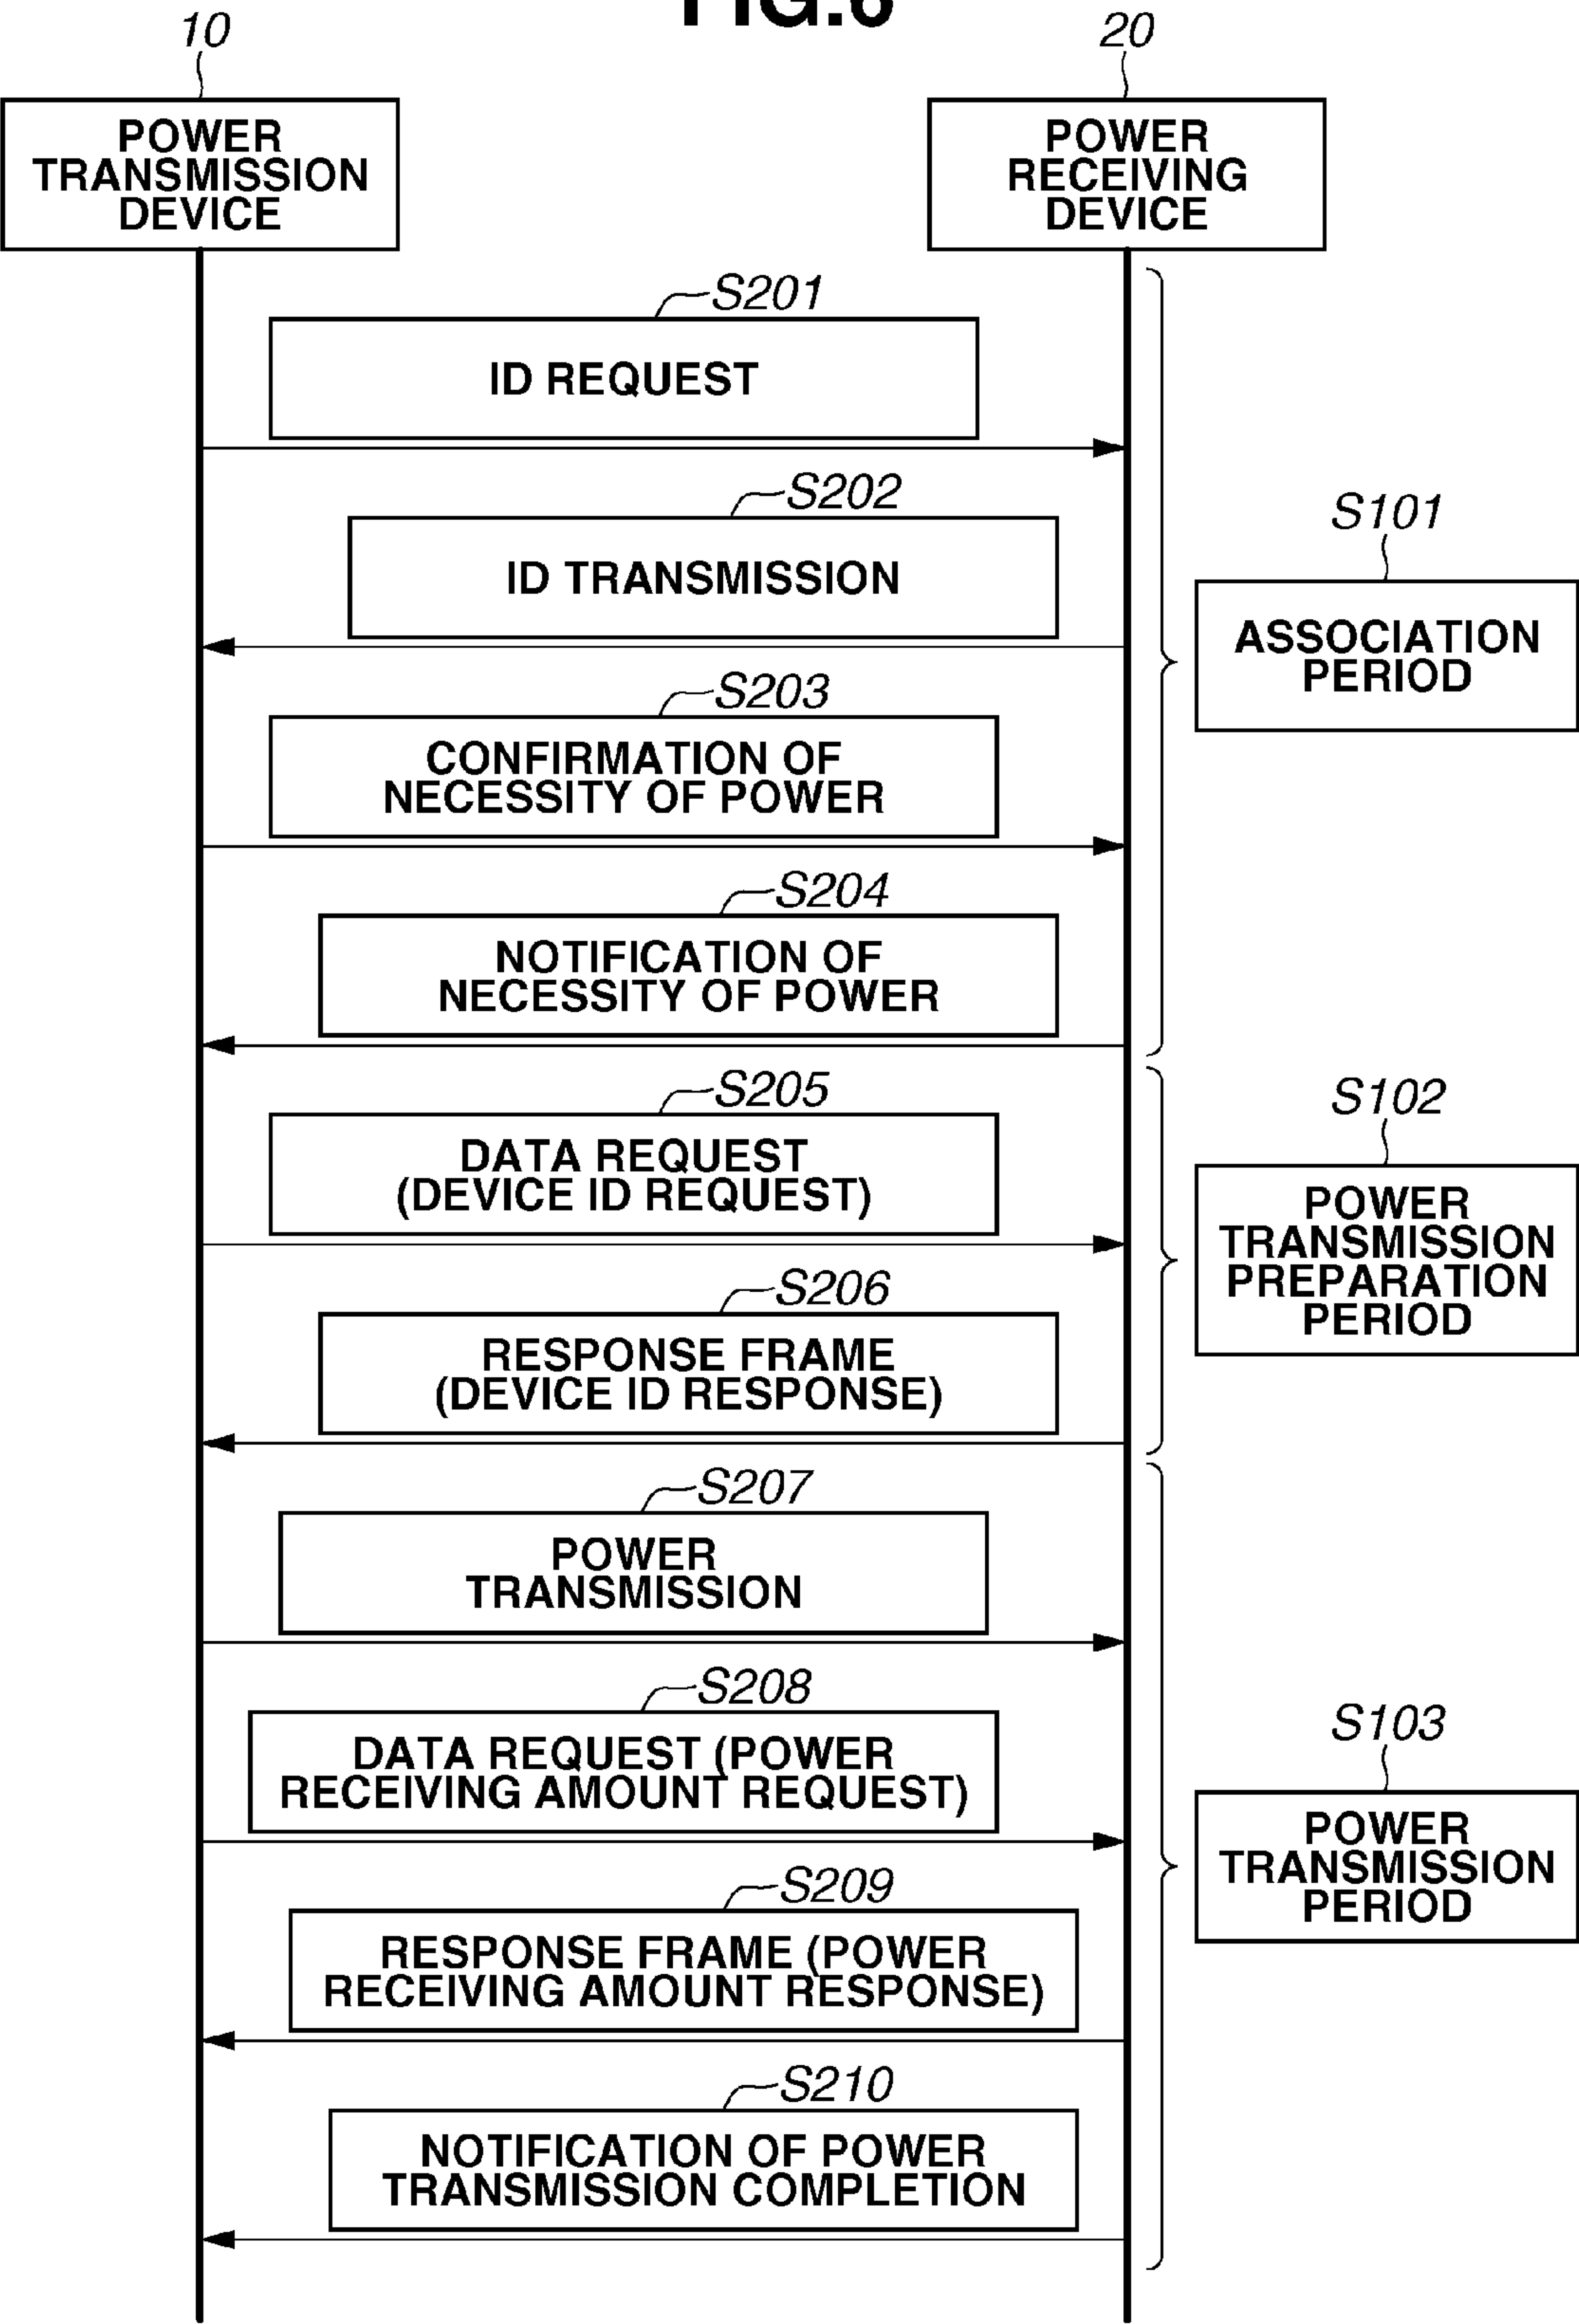 10
20
POWER
TRANSMISSION
DEVICE
POWER
RECEIVING
DEVICE
S201
ID REQUEST
S202
ID TRANSMISSION
S101
ASSOCIATION
PERIOD
S203
CONFIRMATION OF
NECESSITY OF POWER
S204
NOTIFICATION OF
NECESSITY OF POWER
S205
DATA REQUEST
(DEVICE ID REQUEST)
S102
POWER
TRANSMISSION
PREPARATION
PERIOD
S206
RESPONSE FRAME
(DEVICE ID RESPONSE)
S207
POWER
TRANSMISSION
S208
DATA REQUEST (POWER
RECEIVING AMOUNT REQUEST)
S103
POWER
TRANSMISSION
PERIOD
S209
RESPONSE FRAME (POWER
RECEIVING AMOUNT RESPONSE)
S210
NOTIFICATION OF POWER
TRANSMISSION COMPLETION